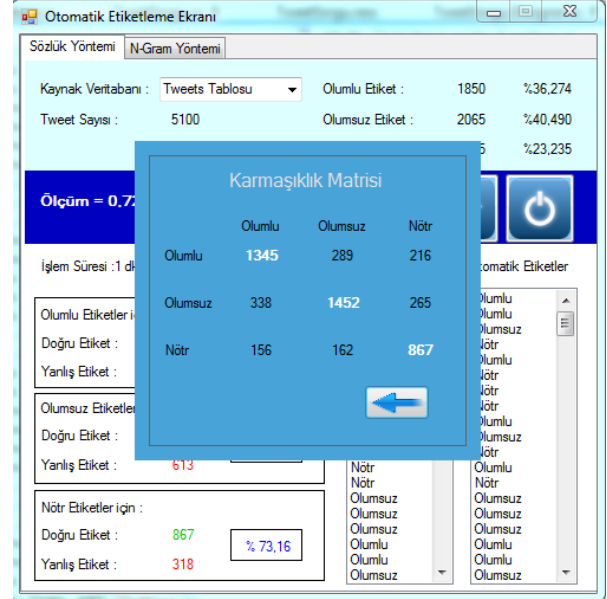 Otomatik Etiketleme Ekranı
Sözlük Yöntemi N-Gram Yöntemi
Kaynak Veritabanı : Tweets Tablosu Olumlu Etiket : 1850 %36,274
Tweet Sayısı : 5100 Olumsuz Etiket : 2065 %40,490
%23,235
Karmaşıklık Matrisi
Ölçüm = 0,72
Olumlu Olumsuz Nötr
Olumlu 1345 289 216
Olumsuz 338 1452 265
Nötr 156 162 867
İşlem Süresi :1
Etiketler
Olumlu Etiketler
Doğru Etiket :
Yanlış Etiket :
Olumsuz Etiketler
Doğru Etiket :
Yanlış Etiket : 613
Nötr Etiketler için :
Doğru Etiket : 867
% 73,16
Yanlış Etiket : 318
Nötr
Nötr
Olumsuz
Olumsuz
Olumsuz
Olumsuz
Olumlu
Olumlu
Olumsuz
Olumlu
Olumlu
Olumsuz
Nötr
Olumlu
Nötr
Nötr
Nötr
Olumlu
Olumsuz
Nötr
Olumlu
Nötr
Olumsuz
Olumsuz
Olumsuz
Olumlu
Olumlu
Olumsuz